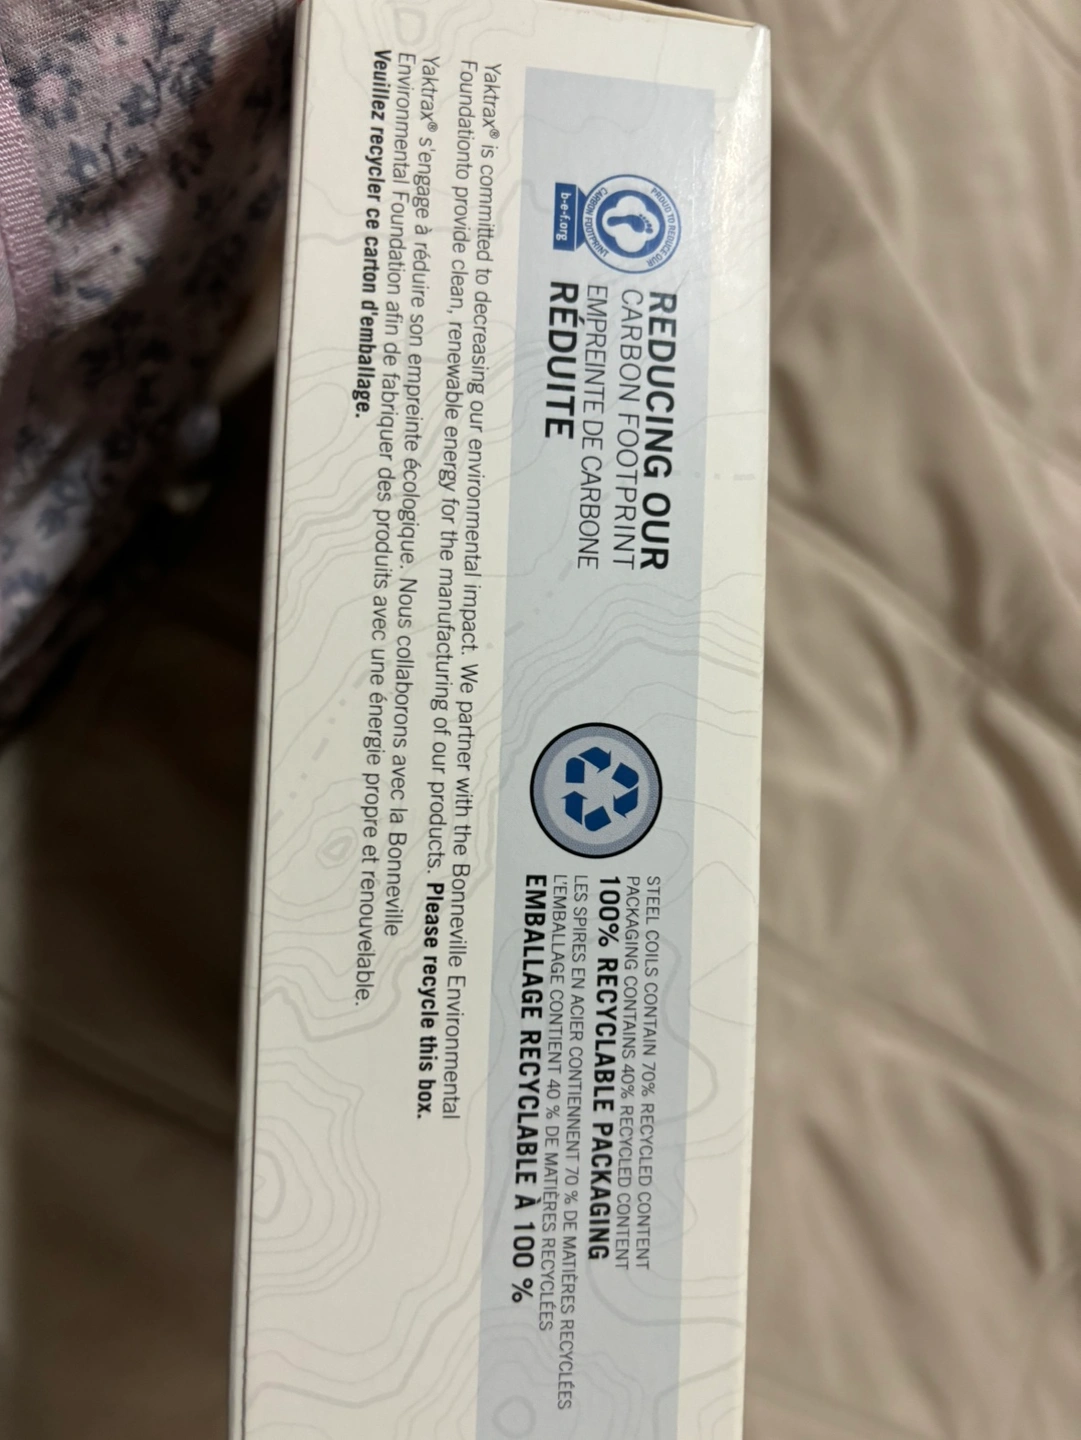 PROUD TO REDUCE OUR
CARBON FOOTPRINT
b-e-f.org
REDUCING OUR
CARBON FOOTPRINT
EMPREINTE DE CARBONE
RÉDUITE
STEEL COILS CONTAIN 70% RECYCLED CONTENT
PACKAGING CONTAINS 40% RECYCLED CONTENT
100% RECYCLABLE PACKAGING
LES SPIRES EN ACIER CONTIENNENT 70 % DE MATIÈRES RECYCLÉES
L'EMBALLAGE CONTIENT 40 % DE MATIÈRES RECYCLÉES
EMBALLAGE RECYCLABLE À 100 %
Yaktrax® is committed to decreasing our environmental impact. We partner with the Bonneville Environmental
Foundationto provide clean, renewable energy for the manufacturing of our products. Please recycle this box.
Yaktrax® s'engage à réduire son empreinte écologique. Nous collaborons avec la Bonneville
Environmental Foundation afin de fabriquer des produits avec une énergie propre et renouvelable.
Veuillez recycler ce carton d'emballage.